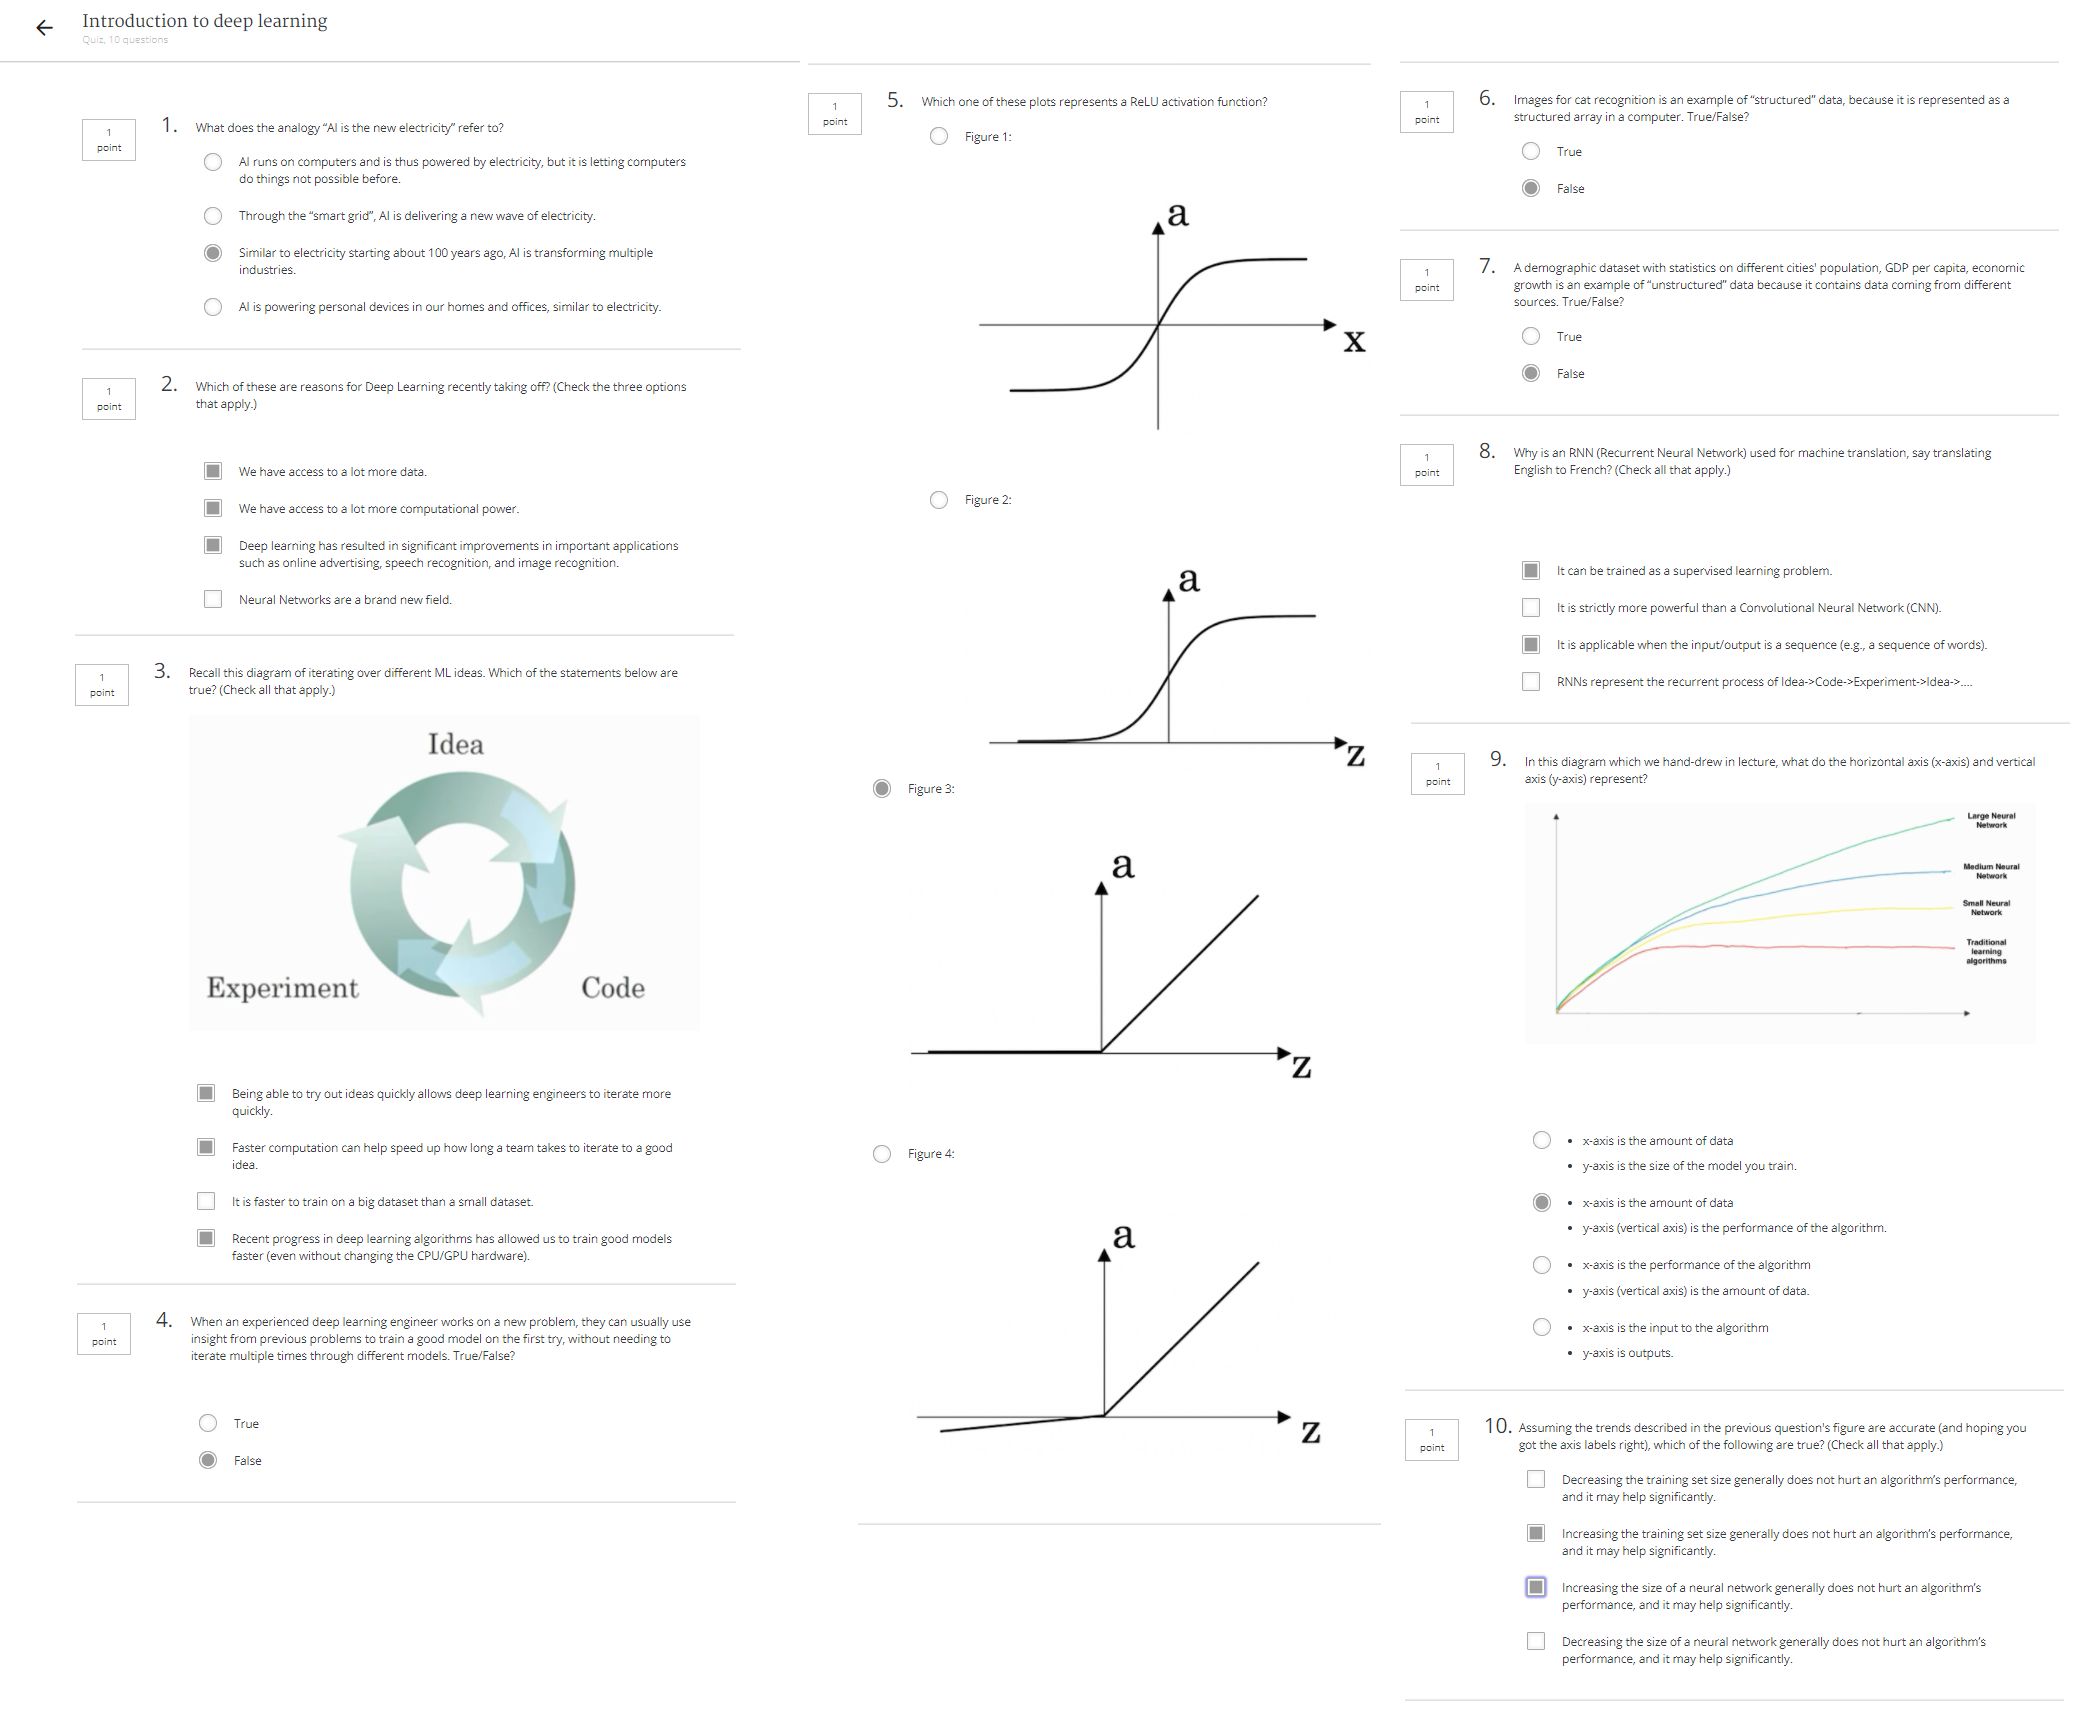 Introduction to deep learning
Quiz, 10 questions
1
point
1. What does the analogy “AI is the new electricity” refer to?
AI runs on computers and is thus powered by electricity, but it is letting computers
do things not possible before.
Through the “smart grid”, AI is delivering a new wave of electricity.
Similar to electricity starting about 100 years ago, AI is transforming multiple
industries.
AI is powering personal devices in our homes and offices, similar to electricity.
1
point
2. Which of these are reasons for Deep Learning recently taking off? (Check the three options
that apply.)
We have access to a lot more data.
We have access to a lot more computational power.
Deep learning has resulted in significant improvements in important applications
such as online advertising, speech recognition, and image recognition.
Neural Networks are a brand new field.
1
point
3. Recall this diagram of iterating over different ML ideas. Which of the statements below are
true? (Check all that apply.)
Idea
Experiment
Code
Being able to try out ideas quickly allows deep learning engineers to iterate more
quickly.
Faster computation can help speed up how long a team takes to iterate to a good
idea.
It is faster to train on a big dataset than a small dataset.
Recent progress in deep learning algorithms has allowed us to train good models
faster (even without changing the CPU/GPU hardware).
1
point
4. When an experienced deep learning engineer works on a new problem, they can usually use
insight from previous problems to train a good model on the first try, without needing to
iterate multiple times through different models. True/False?
True
False
1
point
5. Which one of these plots represents a ReLU activation function?
Figure 1:
a
x
Figure 2:
a
z
Figure 3:
a
z
Figure 4:
a
z
1
point
6. Images for cat recognition is an example of “structured” data, because it is represented as a
structured array in a computer. True/False?
True
False
1
point
7. A demographic dataset with statistics on different cities' population, GDP per capita, economic
growth is an example of “unstructured” data because it contains data coming from different
sources. True/False?
True
False
1
point
8. Why is an RNN (Recurrent Neural Network) used for machine translation, say translating
English to French? (Check all that apply.)
It can be trained as a supervised learning problem.
It is strictly more powerful than a Convolutional Neural Network (CNN).
It is applicable when the input/output is a sequence (e.g., a sequence of words).
RNNs represent the recurrent process of Idea->Code->Experiment->Idea->....
1
point
9. In this diagram which we hand-drew in lecture, what do the horizontal axis (x-axis) and vertical
axis (y-axis) represent?
Large Neural
Network
Medium Neural
Network
Small Neural
Network
Traditional
learning
algorithms
• x-axis is the amount of data
• y-axis is the size of the model you train.
• x-axis is the amount of data
• y-axis (vertical axis) is the performance of the algorithm.
• x-axis is the performance of the algorithm
• y-axis (vertical axis) is the amount of data.
• x-axis is the input to the algorithm
• y-axis is outputs.
1
point
10. Assuming the trends described in the previous question's figure are accurate (and hoping you
got the axis labels right), which of the following are true? (Check all that apply.)
Decreasing the training set size generally does not hurt an algorithm’s performance,
and it may help significantly.
Increasing the training set size generally does not hurt an algorithm’s performance,
and it may help significantly.
Increasing the size of a neural network generally does not hurt an algorithm’s
performance, and it may help significantly.
Decreasing the size of a neural network generally does not hurt an algorithm’s
performance, and it may help significantly.